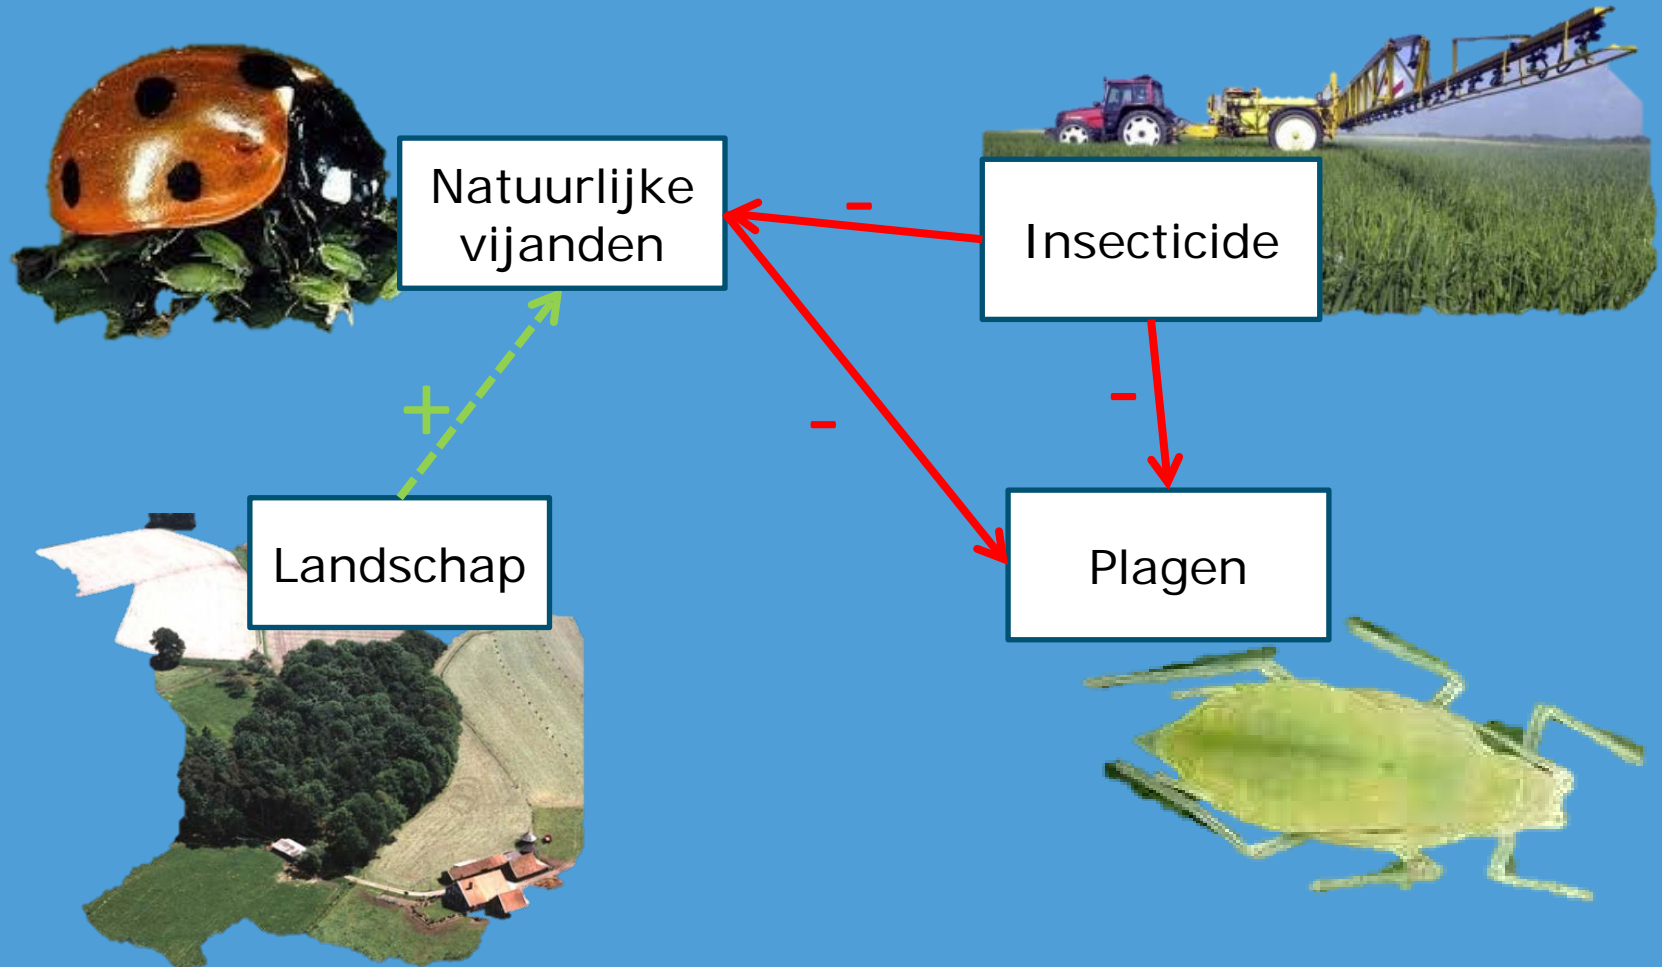 Natuurlijke
vijanden
-
Insecticide
+
-
-
Landschap
Plagen